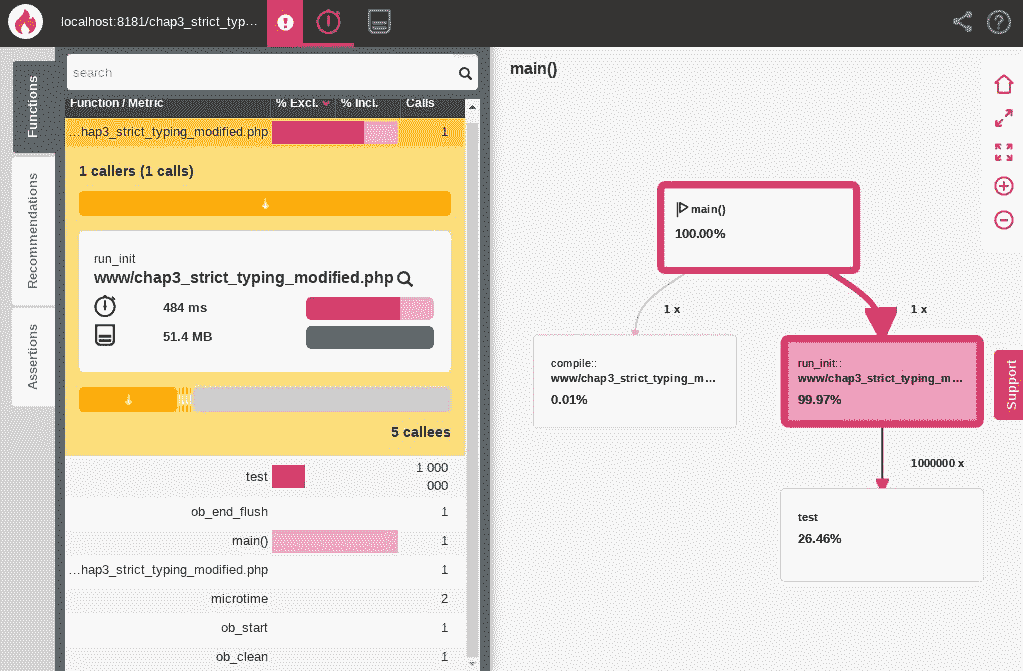 localhost:8181/chap3_strict_typ...
Functions
Recommendations
Assertions
search
Function / Metric % Excl. % Incl. Calls
...hap3_strict_typing_modified.php 1
1 callers (1 calls)
run_init
www/chap3_strict_typing_modified.php
484 ms
51.4 MB
5 callees
test 1 000
000
ob_end_flush 1
main() 1
...hap3_strict_typing_modified.php 1
microtime 2
ob_start 1
ob_clean 1
main()
main()
100.00%
1 x
1 x
compile::
www/chap3_strict_typing_m...
0.01%
run_init::
www/chap3_strict_typing_m...
99.97%
1000000 x
test
26.46%
Support